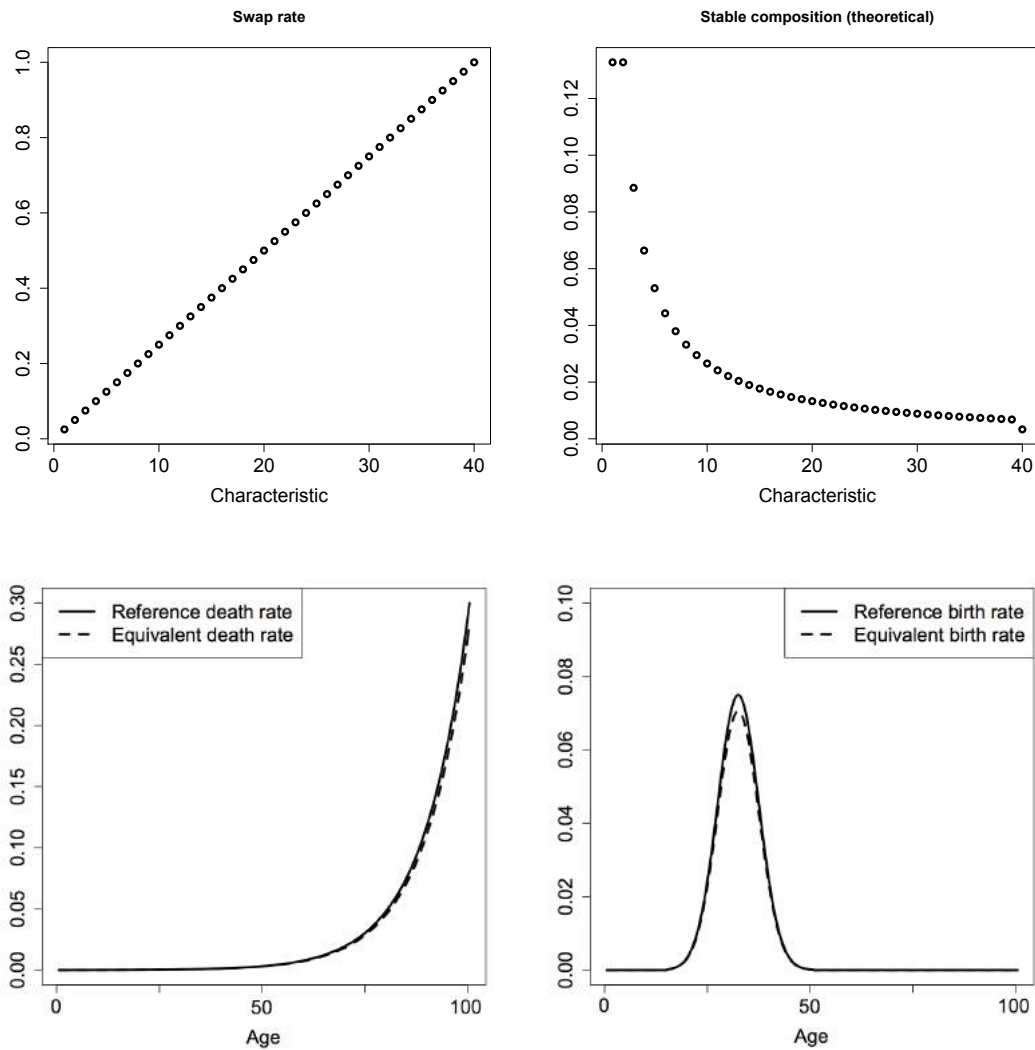 Swap rate
1.0
0.8
0.6
0.4
0.2
0.0
0 10 20 30 40
Characteristic
Stable composition (theoretical)
0.12
0.10
0.08
0.06
0.04
0.02
0.00
0 10 20 30 40
Characteristic
Reference death rate
Equivalent death rate
0.30
0.25
0.20
0.15
0.10
0.05
0.00
0 50 100
Age
Reference birth rate
Equivalent birth rate
0.10
0.08
0.06
0.04
0.02
0.00
0 50 100
Age